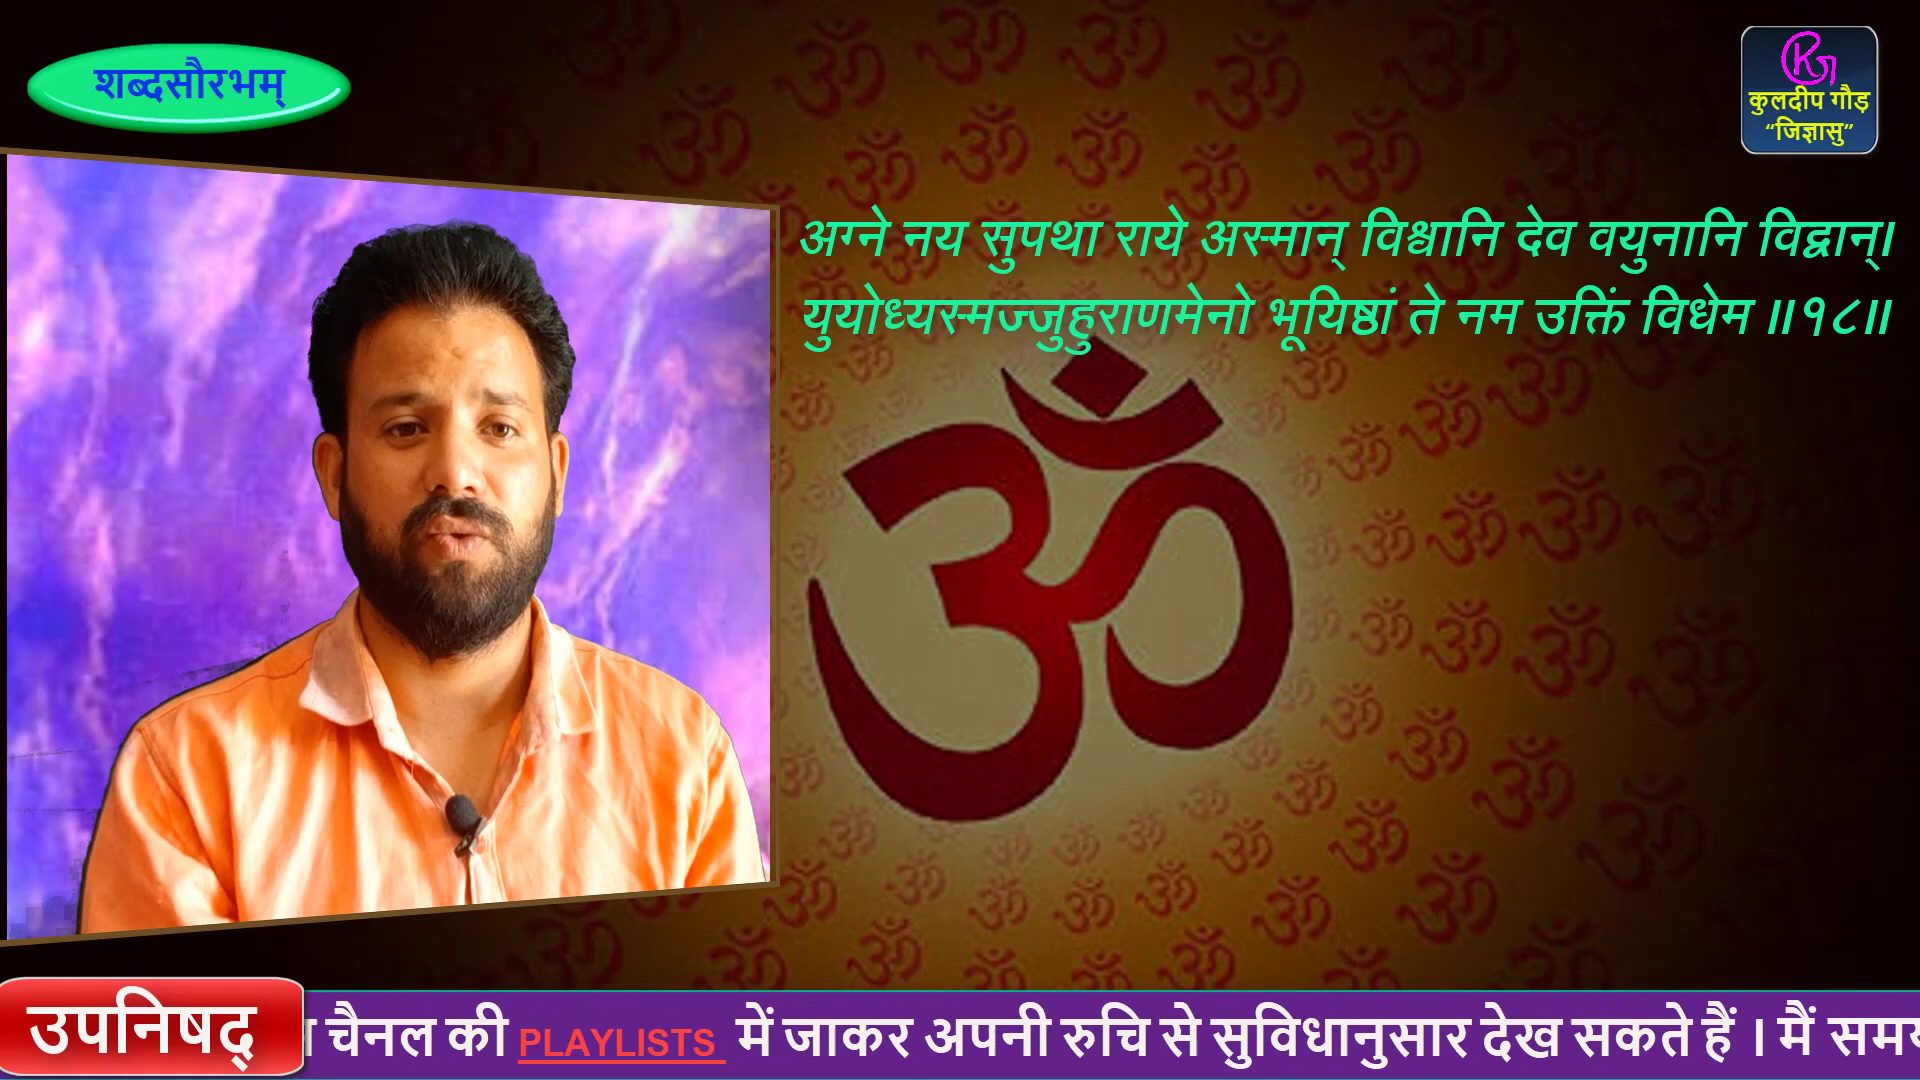 शब्दसौरभम्
कुलदीप गौड़
“जिज्ञासु”
अग्ने नय सुपथा राये अस्मान् विश्वानि देव वयुनानि विद्वान्।
युयोध्यस्मज्जुहुराणमेनो भूयिष्ठां ते नम उक्तिं विधेम ॥१८॥
उपनिषद्
चैनल की PLAYLISTS में जाकर अपनी रुचि से सुविधानुसार देख सकते हैं । मैं